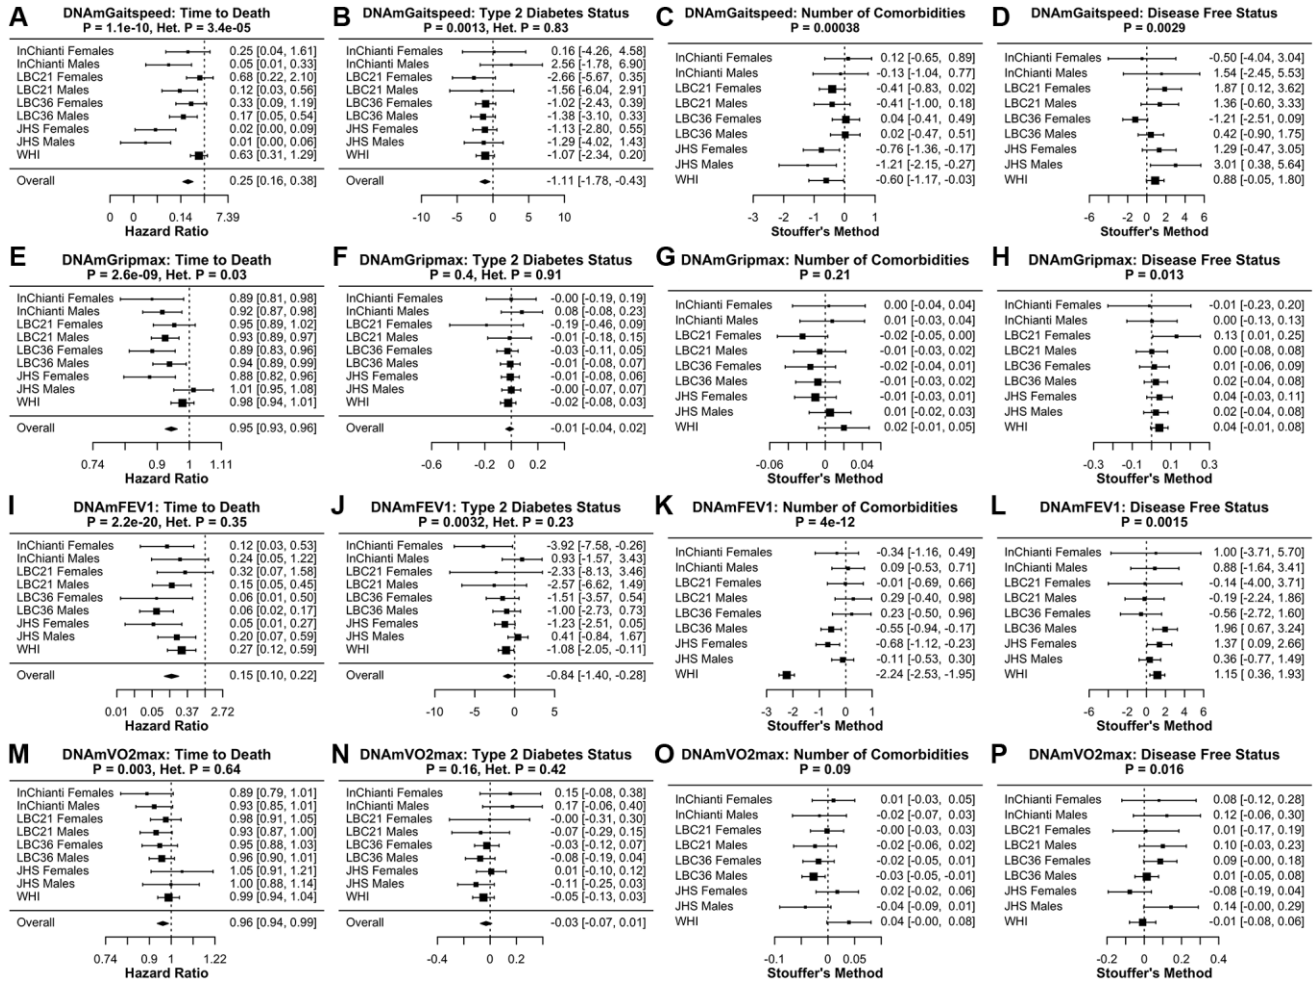 A DNAmGaitspeed: Time to Death
P = 1.1e-10, Het. P = 3.4e-05
InChianti Females 0.25 [0.04, 1.61]
InChianti Males 0.05 [0.01, 0.33]
LBC21 Females 0.68 [0.22, 2.10]
LBC21 Males 0.12 [0.03, 0.56]
LBC36 Females 0.33 [0.09, 1.19]
LBC36 Males 0.17 [0.05, 0.54]
JHS Females 0.02 [0.00, 0.09]
JHS Males 0.01 [0.00, 0.06]
WHI 0.63 [0.31, 1.29]
Overall 0.25 [0.16, 0.38]
0 0 0.14 7.39
Hazard Ratio
B DNAmGaitspeed: Type 2 Diabetes Status
P = 0.0013, Het. P = 0.83
InChianti Females 0.16 [-4.26, 4.58]
InChianti Males 2.56 [-1.78, 6.90]
LBC21 Females -2.66 [-5.67, 0.35]
LBC21 Males -1.56 [-6.04, 2.91]
LBC36 Females -1.02 [-2.43, 0.39]
LBC36 Males -1.38 [-3.10, 0.33]
JHS Females -1.13 [-2.80, 0.55]
JHS Males -1.29 [-4.02, 1.43]
WHI -1.07 [-2.34, 0.20]
Overall -1.11 [-1.78, -0.43]
-10 -5 0 5 10
C DNAmGaitspeed: Number of Comorbidities
P = 0.00038
InChianti Females 0.12 [-0.65, 0.89]
InChianti Males -0.13 [-1.04, 0.77]
LBC21 Females -0.41 [-0.83, 0.02]
LBC21 Males -0.41 [-1.00, 0.18]
LBC36 Females 0.04 [-0.41, 0.49]
LBC36 Males 0.02 [-0.47, 0.51]
JHS Females -0.76 [-1.36, -0.17]
JHS Males -1.21 [-2.15, -0.27]
WHI -0.60 [-1.17, -0.03]
-3 -2 -1 0 1
Stouffer's Method
D DNAmGaitspeed: Disease Free Status
P = 0.0029
InChianti Females -0.50 [-4.04, 3.04]
InChianti Males 1.54 [-2.45, 5.53]
LBC21 Females 1.87 [ 0.12, 3.62]
LBC21 Males 1.36 [-0.60, 3.33]
LBC36 Females -1.21 [-2.51, 0.09]
LBC36 Males 0.42 [-0.90, 1.75]
JHS Females 1.29 [-0.47, 3.05]
JHS Males 3.01 [ 0.38, 5.64]
WHI 0.88 [-0.05, 1.80]
-6 -4 -2 0 2 4 6
Stouffer's Method
E DNAmGripmax: Time to Death
P = 2.6e-09, Het. P = 0.03
InChianti Females 0.89 [0.81, 0.98]
InChianti Males 0.92 [0.87, 0.98]
LBC21 Females 0.95 [0.89, 1.02]
LBC21 Males 0.93 [0.89, 0.97]
LBC36 Females 0.89 [0.83, 0.96]
LBC36 Males 0.94 [0.89, 0.99]
JHS Females 0.88 [0.82, 0.96]
JHS Males 1.01 [0.95, 1.08]
WHI 0.98 [0.94, 1.01]
Overall 0.95 [0.93, 0.96]
0.74 0.9 1 1.11
Hazard Ratio
F DNAmGripmax: Type 2 Diabetes Status
P = 0.4, Het. P = 0.91
InChianti Females -0.00 [-0.19, 0.19]
InChianti Males 0.08 [-0.08, 0.23]
LBC21 Females -0.19 [-0.46, 0.09]
LBC21 Males -0.01 [-0.18, 0.15]
LBC36 Females -0.03 [-0.11, 0.05]
LBC36 Males -0.01 [-0.08, 0.07]
JHS Females -0.01 [-0.08, 0.06]
JHS Males -0.00 [-0.07, 0.07]
WHI -0.02 [-0.08, 0.03]
Overall -0.01 [-0.04, 0.02]
-0.6 -0.2 0 0.2
G DNAmGripmax: Number of Comorbidities
P = 0.21
InChianti Females 0.00 [-0.04, 0.04]
InChianti Males 0.01 [-0.03, 0.04]
LBC21 Females -0.02 [-0.05, 0.00]
LBC21 Males -0.01 [-0.03, 0.02]
LBC36 Females -0.02 [-0.04, 0.01]
LBC36 Males -0.01 [-0.03, 0.02]
JHS Females -0.01 [-0.03, 0.01]
JHS Males 0.01 [-0.02, 0.03]
WHI 0.02 [-0.01, 0.05]
-0.06 0 0.04
Stouffer's Method
H DNAmGripmax: Disease Free Status
P = 0.013
InChianti Females -0.01 [-0.23, 0.20]
InChianti Males 0.00 [-0.13, 0.13]
LBC21 Females 0.13 [ 0.01, 0.25]
LBC21 Males 0.00 [-0.08, 0.08]
LBC36 Females 0.01 [-0.06, 0.09]
LBC36 Males 0.02 [-0.04, 0.08]
JHS Females 0.04 [-0.03, 0.11]
JHS Males 0.02 [-0.04, 0.08]
WHI 0.04 [-0.01, 0.08]
-0.3 -0.1 0 0.1 0.3
Stouffer's Method
I DNAmFEV1: Time to Death
P = 2.2e-20, Het. P = 0.35
InChianti Females 0.12 [0.03, 0.53]
InChianti Males 0.24 [0.05, 1.22]
LBC21 Females 0.32 [0.07, 1.58]
LBC21 Males 0.15 [0.05, 0.45]
LBC36 Females 0.06 [0.01, 0.50]
LBC36 Males 0.06 [0.02, 0.17]
JHS Females 0.05 [0.01, 0.27]
JHS Males 0.20 [0.07, 0.59]
WHI 0.27 [0.12, 0.59]
Overall 0.15 [0.10, 0.22]
0.01 0.05 0.37 2.72
Hazard Ratio
J DNAmFEV1: Type 2 Diabetes Status
P = 0.0032, Het. P = 0.23
InChianti Females -3.92 [-7.58, -0.26]
InChianti Males 0.93 [-1.57, 3.43]
LBC21 Females -2.33 [-8.13, 3.46]
LBC21 Males -2.57 [-6.62, 1.49]
LBC36 Females -1.51 [-3.57, 0.54]
LBC36 Males -1.00 [-2.73, 0.73]
JHS Females -1.23 [-2.51, 0.05]
JHS Males 0.41 [-0.84, 1.67]
WHI -1.08 [-2.05, -0.11]
Overall -0.84 [-1.40, -0.28]
-10 -5 0 5
K DNAmFEV1: Number of Comorbidities
P = 4e-12
InChianti Females -0.34 [-1.16, 0.49]
InChianti Males 0.09 [-0.53, 0.71]
LBC21 Females -0.01 [-0.69, 0.66]
LBC21 Males 0.29 [-0.40, 0.98]
LBC36 Females 0.23 [-0.50, 0.96]
LBC36 Males -0.55 [-0.94, -0.17]
JHS Females -0.68 [-1.12, -0.23]
JHS Males -0.11 [-0.53, 0.30]
WHI -2.24 [-2.53, -1.95]
-3 -2 -1 0 1
Stouffer's Method
L DNAmFEV1: Disease Free Status
P = 0.0015
InChianti Females 1.00 [-3.71, 5.70]
InChianti Males 0.88 [-1.64, 3.41]
LBC21 Females -0.14 [-4.00, 3.71]
LBC21 Males -0.19 [-2.24, 1.86]
LBC36 Females -0.56 [-2.72, 1.60]
LBC36 Males 1.96 [ 0.67, 3.24]
JHS Females 1.37 [ 0.09, 2.66]
JHS Males 0.36 [-0.77, 1.49]
WHI 1.15 [ 0.36, 1.93]
-6 -4 -2 0 2 4 6
Stouffer's Method
M DNAmVO2max: Time to Death
P = 0.003, Het. P = 0.64
InChianti Females 0.89 [0.79, 1.01]
InChianti Males 0.93 [0.85, 1.01]
LBC21 Females 0.98 [0.91, 1.05]
LBC21 Males 0.93 [0.87, 1.00]
LBC36 Females 0.95 [0.88, 1.03]
LBC36 Males 0.96 [0.90, 1.01]
JHS Females 1.05 [0.91, 1.21]
JHS Males 1.00 [0.88, 1.14]
WHI 0.99 [0.94, 1.04]
Overall 0.96 [0.94, 0.99]
0.74 0.9 1 1.22
Hazard Ratio
N DNAmVO2max: Type 2 Diabetes Status
P = 0.16, Het. P = 0.42
InChianti Females 0.15 [-0.08, 0.38]
InChianti Males 0.17 [-0.06, 0.40]
LBC21 Females -0.00 [-0.31, 0.30]
LBC21 Males -0.07 [-0.29, 0.15]
LBC36 Females -0.03 [-0.12, 0.07]
LBC36 Males -0.08 [-0.19, 0.04]
JHS Females 0.01 [-0.10, 0.12]
JHS Males -0.11 [-0.25, 0.03]
WHI -0.05 [-0.13, 0.03]
Overall -0.03 [-0.07, 0.01]
-0.4 0 0.2
O DNAmVO2max: Number of Comorbidities
P = 0.09
InChianti Females 0.01 [-0.03, 0.05]
InChianti Males -0.02 [-0.07, 0.03]
LBC21 Females -0.00 [-0.03, 0.03]
LBC21 Males -0.02 [-0.06, 0.02]
LBC36 Females -0.02 [-0.05, 0.01]
LBC36 Males -0.03 [-0.05, -0.01]
JHS Females 0.02 [-0.02, 0.06]
JHS Males -0.04 [-0.09, 0.01]
WHI 0.04 [-0.00, 0.08]
-0.1 0 0.05
Stouffer's Method
P DNAmVO2max: Disease Free Status
P = 0.016
InChianti Females 0.08 [-0.12, 0.28]
InChianti Males 0.12 [-0.06, 0.30]
LBC21 Females 0.01 [-0.17, 0.19]
LBC21 Males 0.10 [-0.03, 0.23]
LBC36 Females 0.09 [-0.00, 0.18]
LBC36 Males 0.01 [-0.05, 0.08]
JHS Females -0.08 [-0.19, 0.04]
JHS Males 0.14 [-0.00, 0.29]
WHI -0.01 [-0.08, 0.06]
-0.2 0 0.2 0.4
Stouffer's Method